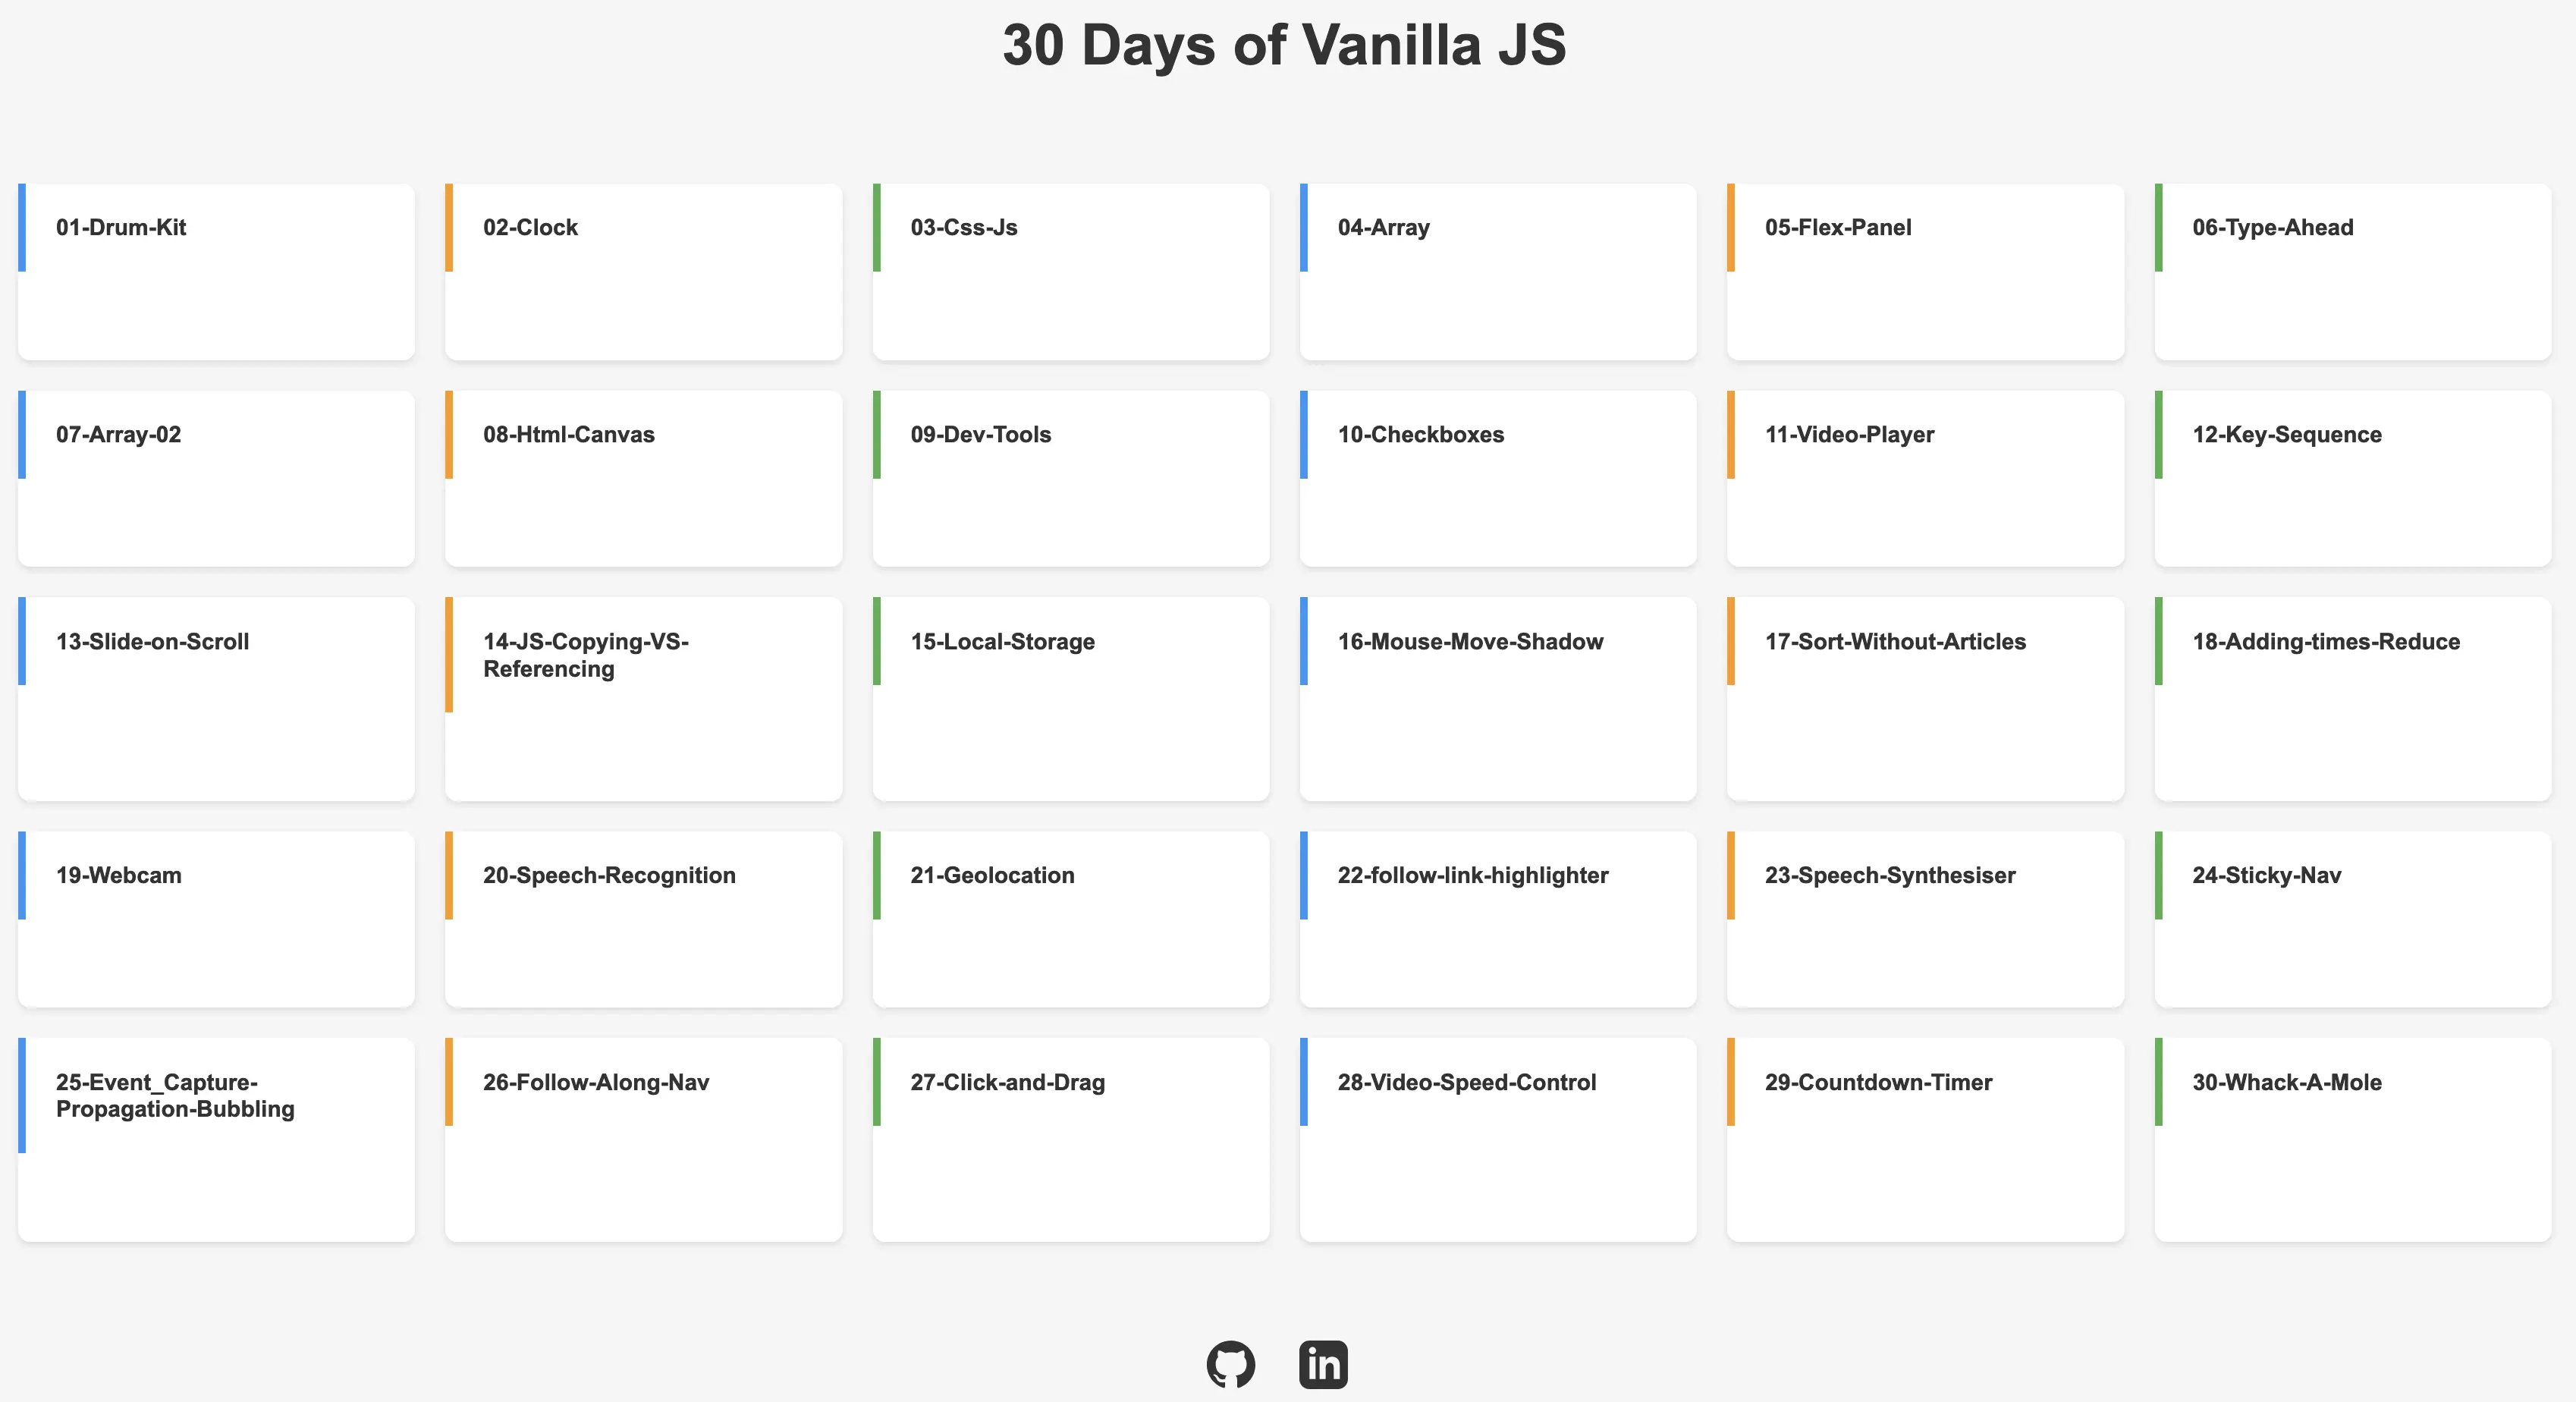 30 Days of Vanilla JS
01-Drum-Kit
02-Clock
03-Css-Js
04-Array
05-Flex-Panel
06-Type-Ahead
07-Array-02
08-Html-Canvas
09-Dev-Tools
10-Checkboxes
11-Video-Player
12-Key-Sequence
13-Slide-on-Scroll
14-JS-Copying-VS-
Referencing
15-Local-Storage
16-Mouse-Move-Shadow
17-Sort-Without-Articles
18-Adding-times-Reduce
19-Webcam
20-Speech-Recognition
21-Geolocation
22-follow-link-highlighter
23-Speech-Synthesiser
24-Sticky-Nav
25-Event_Capture-
Propagation-Bubbling
26-Follow-Along-Nav
27-Click-and-Drag
28-Video-Speed-Control
29-Countdown-Timer
30-Whack-A-Mole
in